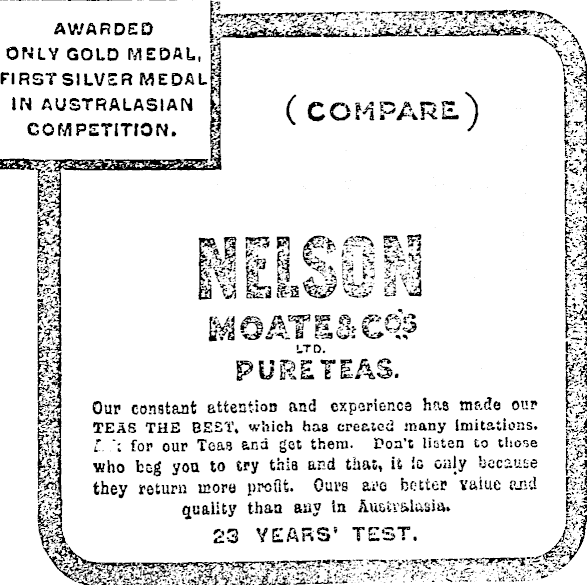 AWARDED
ONLY GOLD MEDAL,
FIRST SILVER MEDAL
IN AUSTRALASIAN
COMPETITION.
(COMPARE)
NELSON
MOATE & CO'S
LTD.
PURE TEAS.
Our constant attention and experience has made our
TEAS THE BEST, which has created many imitations.
for our Teas and get them. Don't listen to those
who beg you to try this and that, it is only because
they return more profit. Ours are better value and
quality than any in Australasia.
23 YEARS' TEST.